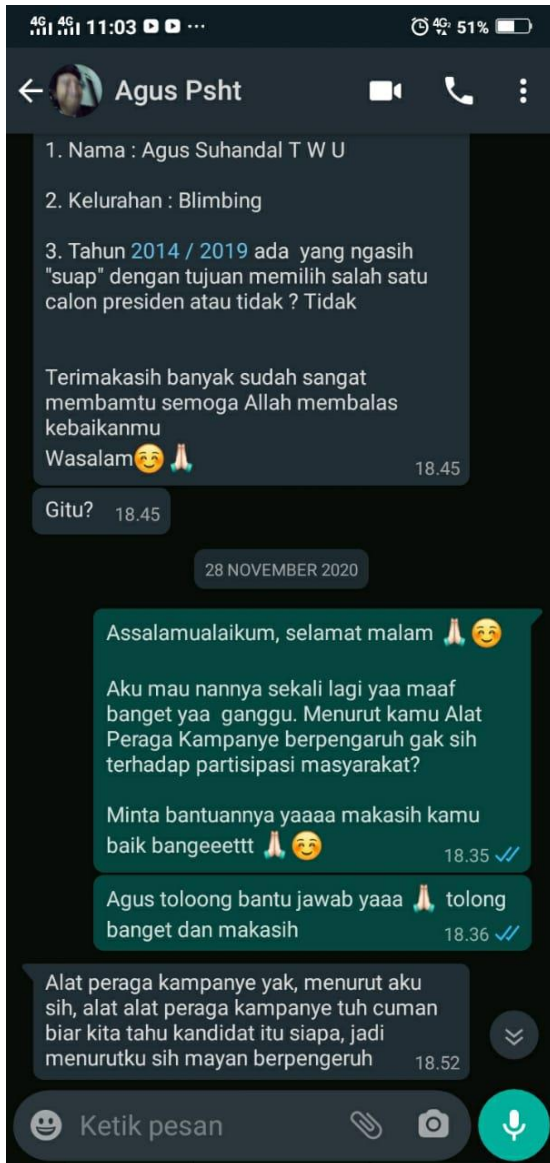 4G 4G 11:03 4G 51%
Agus Psht
1. Nama : Agus Suhandal T W U
2. Kelurahan : Blimbing
3. Tahun 2014 / 2019 ada yang ngasih
"suap" dengan tujuan memilih salah satu
calon presiden atau tidak ? Tidak
Terimakasih banyak sudah sangat
membamtu semoga Allah membalas
kebaikanmu
Wasalam☺️🙏🏻
18.45
Gitu? 18.45
28 NOVEMBER 2020
Assalamualaikum, selamat malam 🙏🏻☺️
Aku mau nannya sekali lagi yaa maaf
banget yaa ganggu. Menurut kamu Alat
Peraga Kampanye berpengaruh gak sih
terhadap partisipasi masyarakat?
Minta bantuannya yaaaa makasih kamu
baik bangeeettt 🙏🏻☺️
18.35
Agus toloong bantu jawab yaaa 🙏🏻 tolong
banget dan makasih
18.36
Alat peraga kampanye yak, menurut aku
sih, alat alat peraga kampanye tuh cuman
biar kita tahu kandidat itu siapa, jadi
menurutku sih mayan berpengeruh 18.52
Ketik pesan